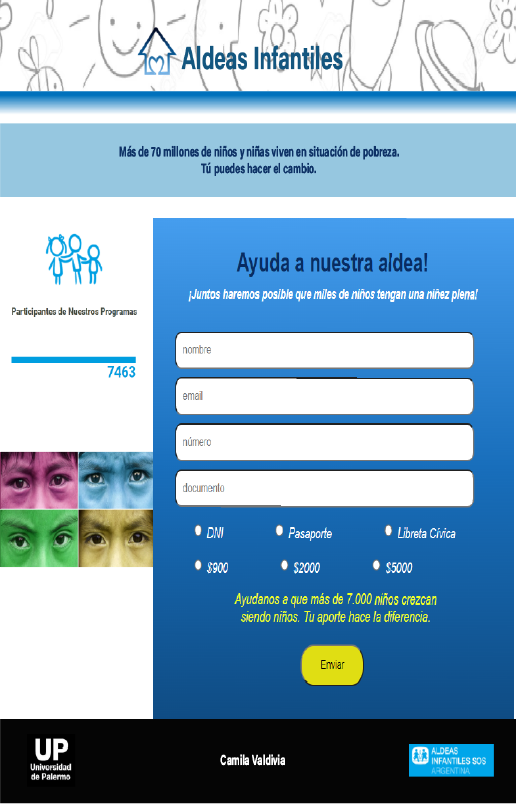 Aldeas Infantiles
Más de 70 millones de niños y niñas viven en situación de pobreza.
Tú puedes hacer el cambio.
Participantes de Nuestros Programas
7463
Ayuda a nuestra aldea!
¡Juntos haremos posible que miles de niños tengan una niñez plena!
nombre
email
número
documento
DNI Pasaporte Libreta Cívica
$900 $2000 $5000
Ayudanos a que más de 7.000 niños crezcan
siendo niños. Tu aporte hace la diferencia.
Enviar
UP
Universidad
de Palermo
Camila Valdivia
ALDEAS
INFANTILES SOS
ARGENTINA